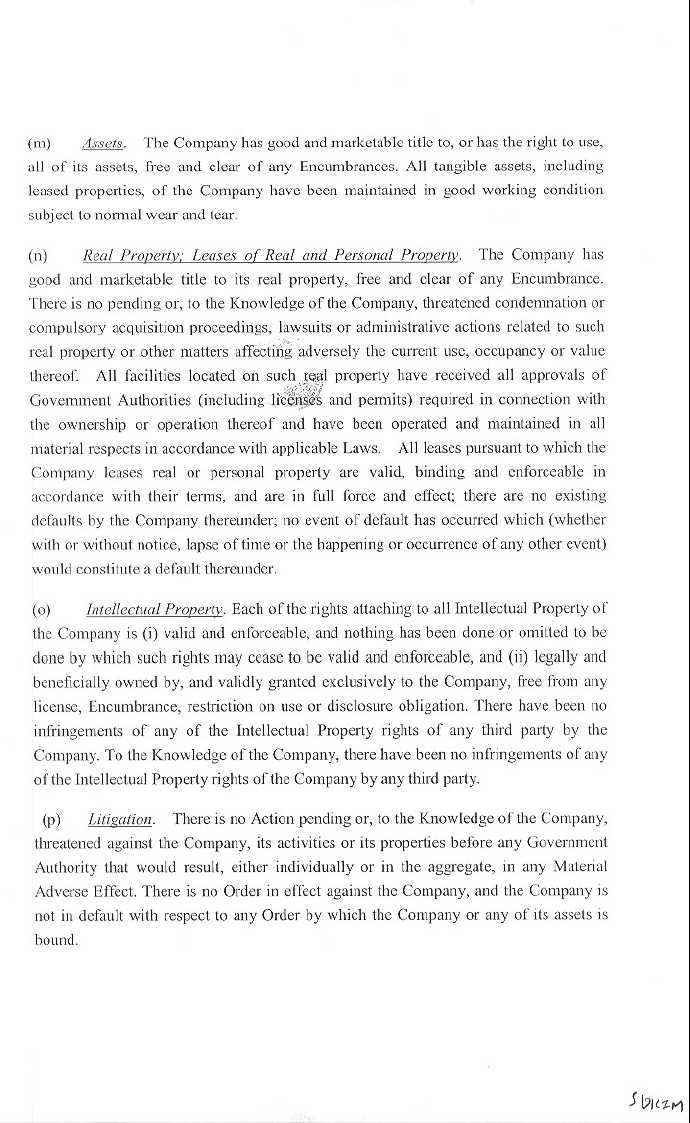 (m) Assets. The Company has good and marketable title to, or has the right to use,
all of its assets, free and clear of any Encumbrances. All tangible assets, including
leased properties, of the Company have been maintained in good working condition
subject to normal wear and tear.
(n) Real Property; Leases of Real and Personal Property. The Company has
good and marketable title to its real property, free and clear of any Encumbrance.
There is no pending or, to the Knowledge of the Company, threatened condemnation or
compulsory acquisition proceedings, lawsuits or administrative actions related to such
real property or other matters affecting adversely the current use, occupancy or value
thereof. All facilities located on such real property have received all approvals of
Government Authorities (including licenses and permits) required in connection with
the ownership or operation thereof and have been operated and maintained in all
material respects in accordance with applicable Laws. All leases pursuant to which the
Company leases real or personal property are valid, binding and enforceable in
accordance with their terms, and are in full force and effect; there are no existing
defaults by the Company thereunder; no event of default has occurred which (whether
with or without notice, lapse of time or the happening or occurrence of any other event)
would constitute a default thereunder.
(o) Intellectual Property. Each of the rights attaching to all Intellectual Property of
the Company is (i) valid and enforceable, and nothing has been done or omitted to be
done by which such rights may cease to be valid and enforceable, and (ii) legally and
beneficially owned by, and validly granted exclusively to the Company, free from any
license, Encumbrance, restriction on use or disclosure obligation. There have been no
infringements of any of the Intellectual Property rights of any third party by the
Company. To the Knowledge of the Company, there have been no infringements of any
of the Intellectual Property rights of the Company by any third party.
(p) Litigation. There is no Action pending or, to the Knowledge of the Company,
threatened against the Company, its activities or its properties before any Government
Authority that would result, either individually or in the aggregate, in any Material
Adverse Effect. There is no Order in effect against the Company, and the Company is
not in default with respect to any Order by which the Company or any of its assets is
bound.